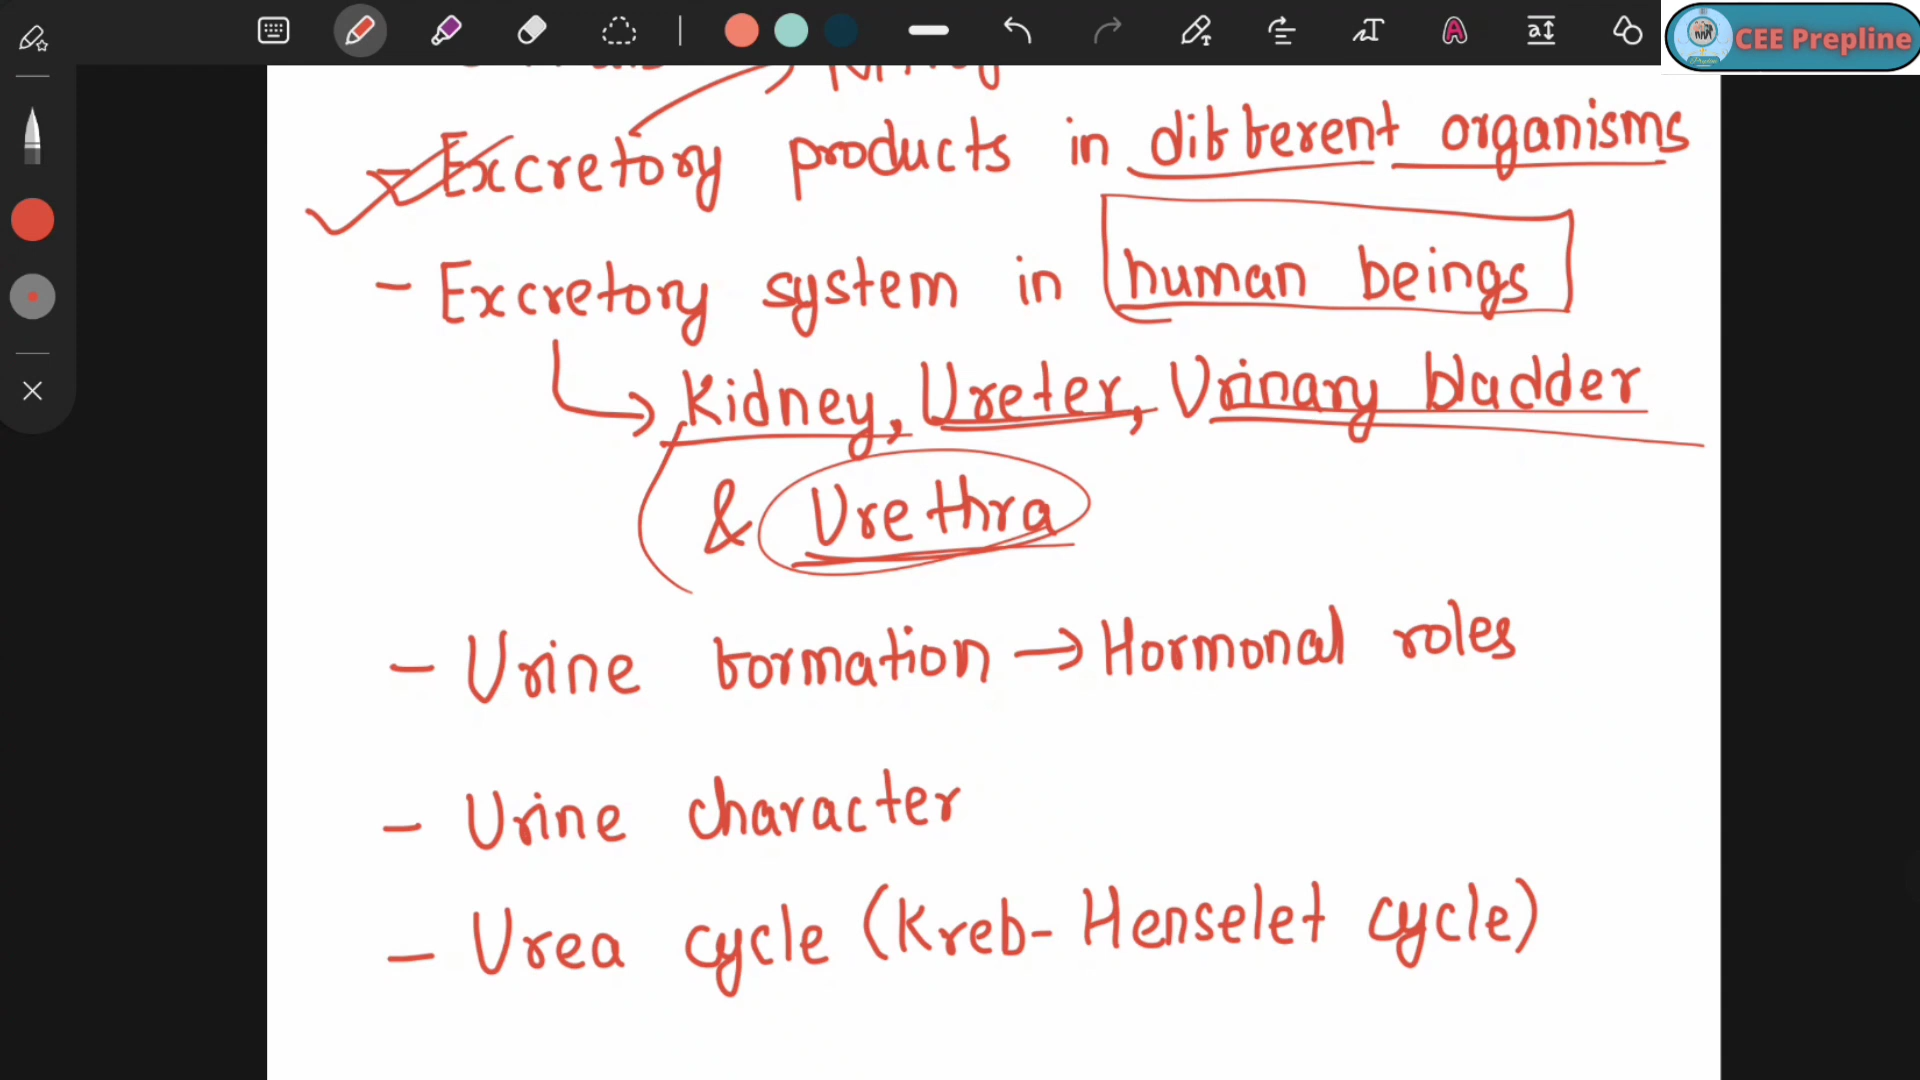 CEE Prepline
- Excretory products in different organisms
- Excretory system in human beings
Kidney, Ureter, Urinary bladder
& Urethra
- Urine formation → Hormonal roles
- Urine character
- Urea cycle (Kreb-Henselet cycle)